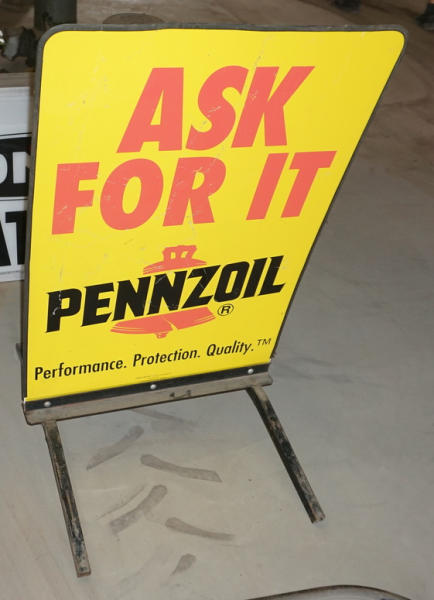 ASK
FOR IT
PENNZOIL®
Performance. Protection. Quality.™